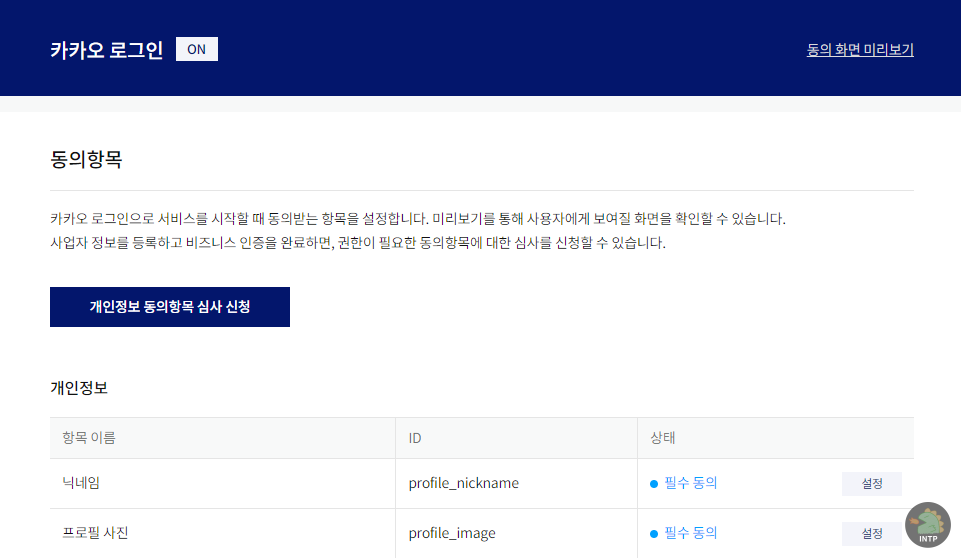 카카오 로그인 ON
동의 화면 미리보기
동의항목
카카오 로그인으로 서비스를 시작할 때 동의받는 항목을 설정합니다. 미리보기를 통해 사용자에게 보여질 화면을 확인할 수 있습니다.
사업자 정보를 등록하고 비즈니스 인증을 완료하면, 권한이 필요한 동의항목에 대한 심사를 신청할 수 있습니다.
개인정보 동의항목 심사 신청
개인정보
항목 이름 ID 상태
닉네임 profile_nickname 필수 동의 설정
프로필 사진 profile_image 필수 동의 설정
INTP